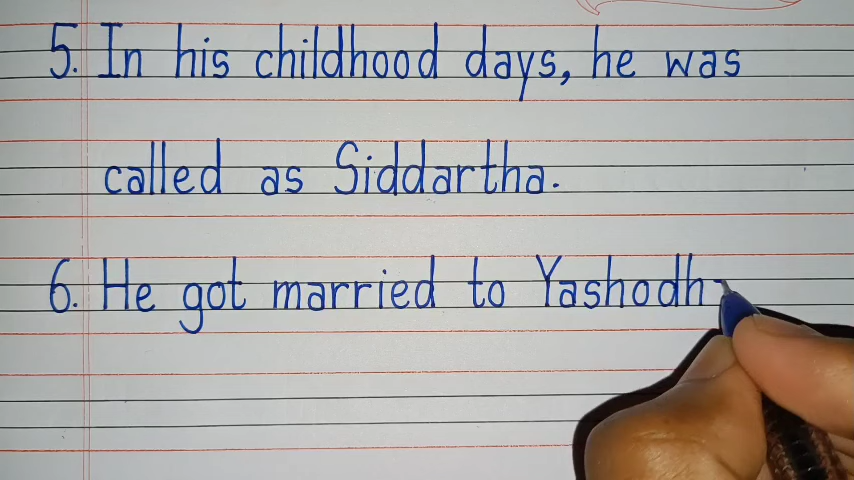 5. In his childhood days, he was
called as Siddartha.
6. He got married to Yashodh